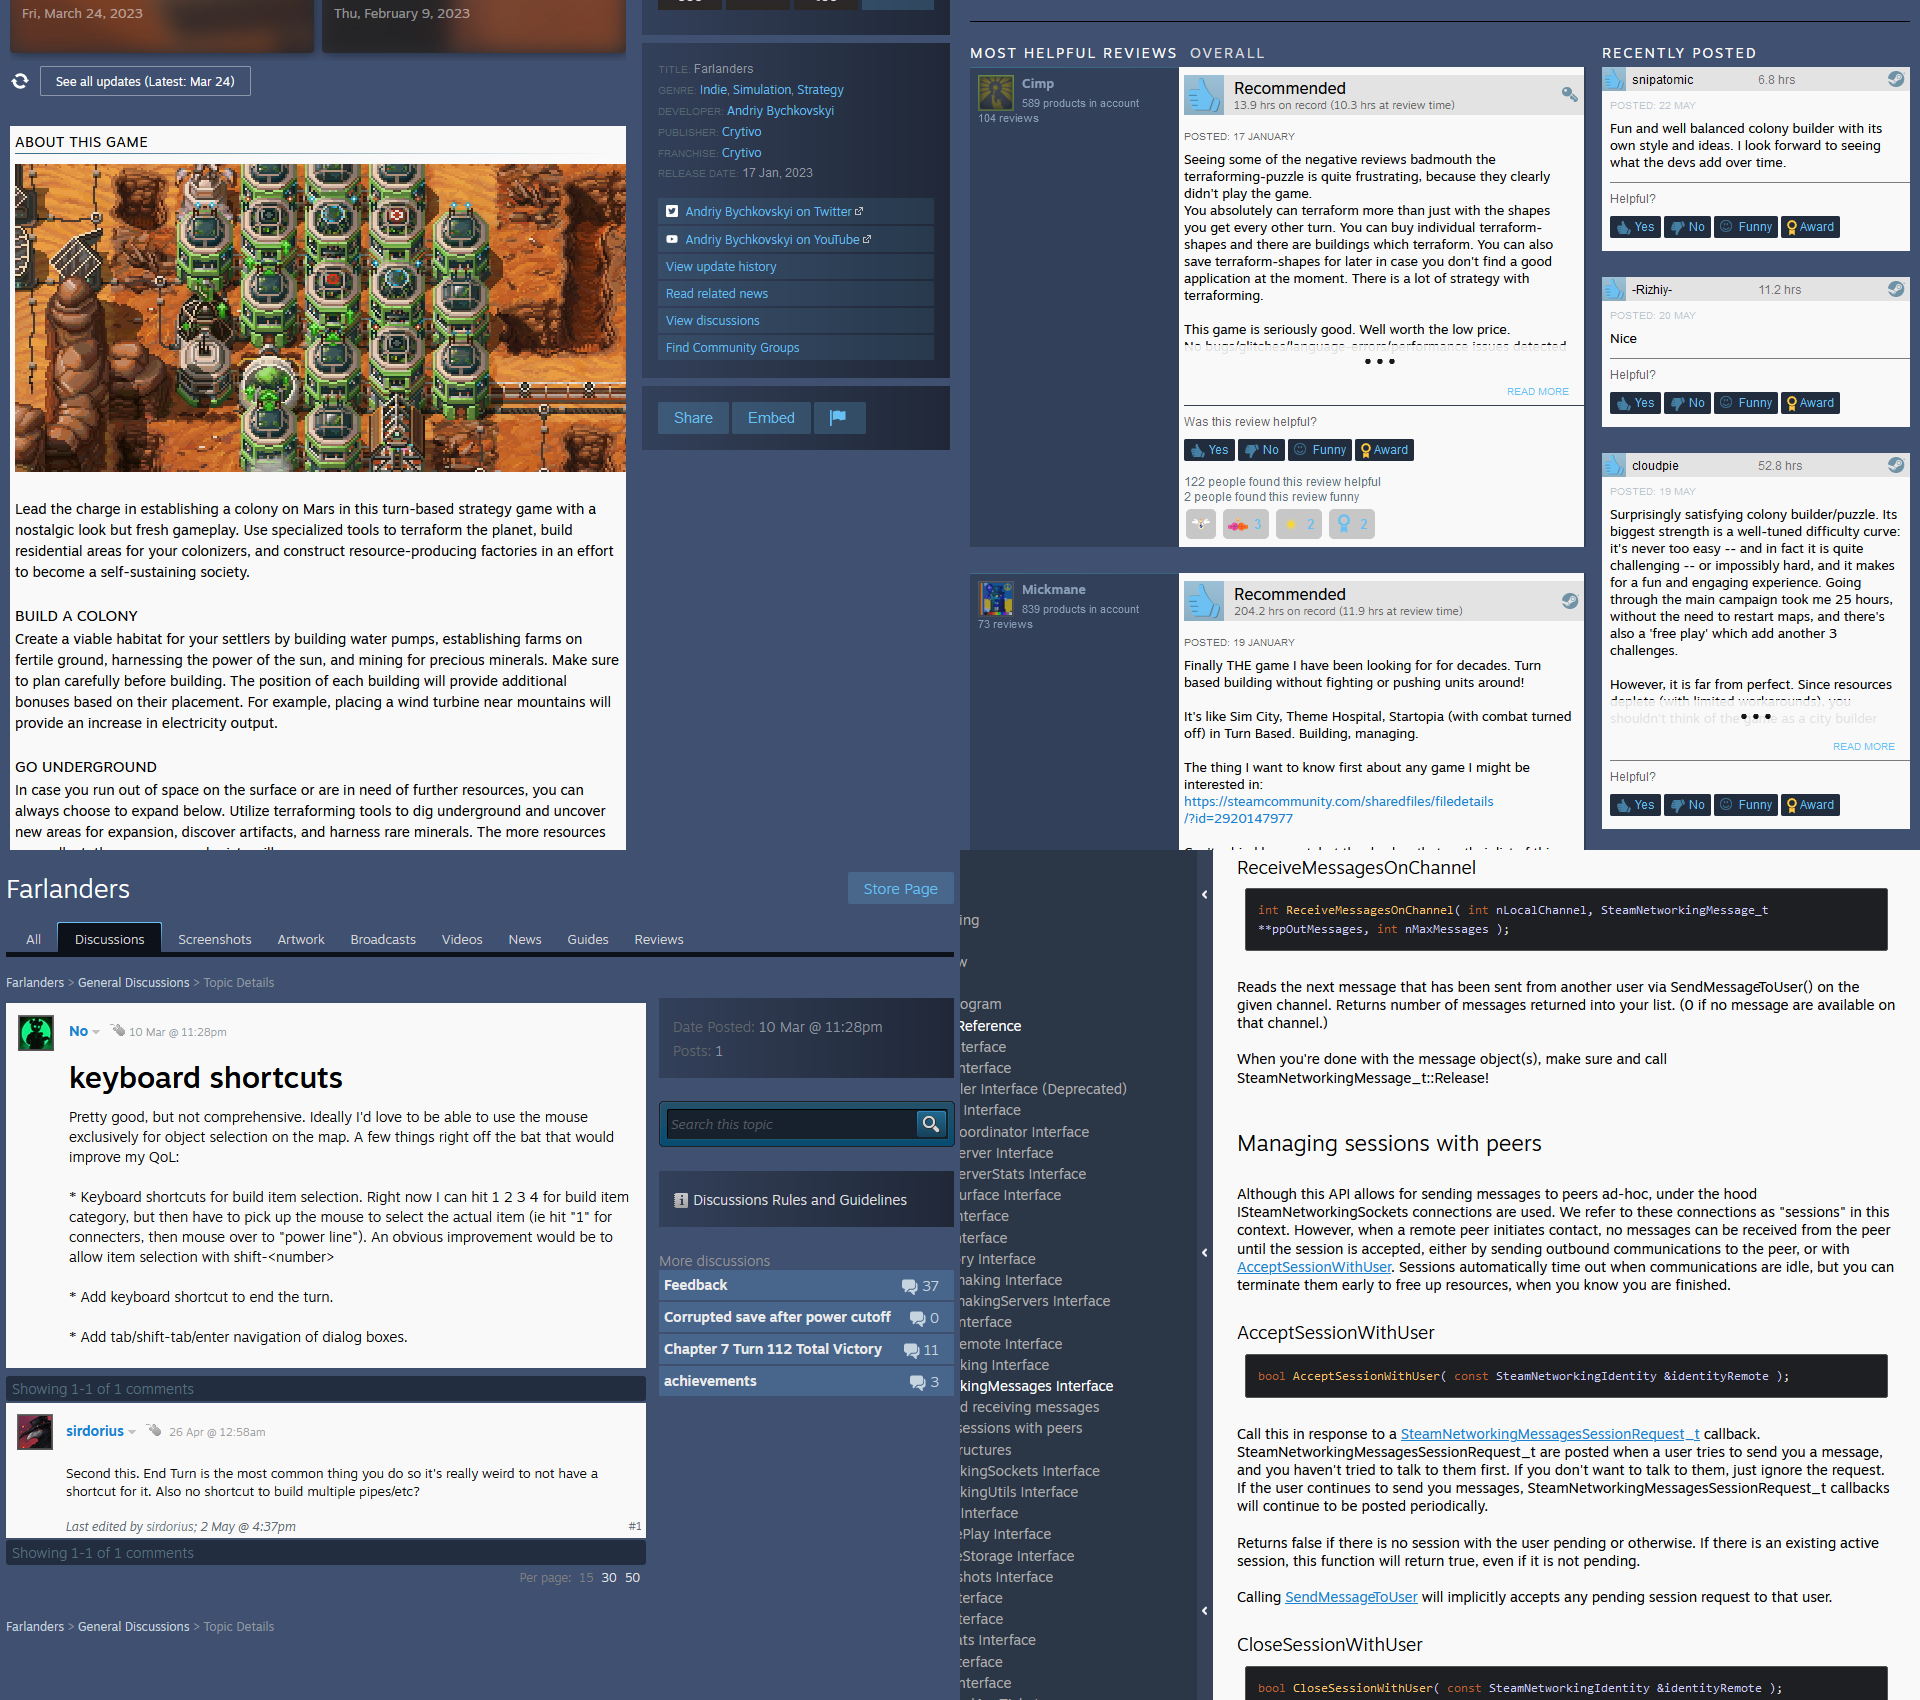 Fri, March 24, 2023
Thu, February 9, 2023
See all updates (Latest: Mar 24)
ABOUT THIS GAME
Lead the charge in establishing a colony on Mars in this turn-based strategy game with a
nostalgic look but fresh gameplay. Use specialized tools to terraform the planet, build
residential areas for your colonizers, and construct resource-producing factories in an effort
to become a self-sustaining society.
BUILD A COLONY
Create a viable habitat for your settlers by building water pumps, establishing farms on
fertile ground, harnessing the power of the sun, and mining for precious minerals. Make sure
to plan carefully before building. The position of each building will provide additional
bonuses based on their placement. For example, placing a wind turbine near mountains will
provide an increase in electricity output.
GO UNDERGROUND
In case you run out of space on the surface or are in need of further resources, you can
always choose to expand below. Utilize terraforming tools to dig underground and uncover
new areas for expansion, discover artifacts, and harness rare minerals. The more resources
TITLE: Farlanders
GENRE: Indie, Simulation, Strategy
DEVELOPER: Andriy Bychkovskyi
PUBLISHER: Crytivo
FRANCHISE: Crytivo
RELEASE DATE: 17 Jan, 2023
Andriy Bychkovskyi on Twitter
Andriy Bychkovskyi on YouTube
View update history
Read related news
View discussions
Find Community Groups
Share
Embed
MOST HELPFUL REVIEWS OVERALL
Cimp
589 products in account
104 reviews
Recommended
13.9 hrs on record (10.3 hrs at review time)
POSTED: 17 JANUARY
Seeing some of the negative reviews badmouth the
terraforming-puzzle is quite frustrating, because they clearly
didn't play the game.
You absolutely can terraform more than just with the shapes
you get every other turn. You can buy individual terraform-
shapes and there are buildings which terraform. You can also
save terraform-shapes for later in case you don't find a good
application at the moment. There is a lot of strategy with
terraforming.
This game is seriously good. Well worth the low price.
No bugs/glitches/language-errors/performance issues detected
READ MORE
Was this review helpful?
Yes No Funny Award
122 people found this review helpful
2 people found this review funny
3 2 2
Mickmane
839 products in account
73 reviews
Recommended
204.2 hrs on record (11.9 hrs at review time)
POSTED: 19 JANUARY
Finally THE game I have been looking for for decades. Turn
based building without fighting or pushing units around!
It's like Sim City, Theme Hospital, Startopia (with combat turned
off) in Turn Based. Building, managing.
The thing I want to know first about any game I might be
interested in:
https://steamcommunity.com/sharedfiles/filedetails
/?id=2920147977
RECENTLY POSTED
snipatomic 6.8 hrs
POSTED: 22 MAY
Fun and well balanced colony builder with its
own style and ideas. I look forward to seeing
what the devs add over time.
Helpful?
Yes No Funny Award
-Rizhiy- 11.2 hrs
POSTED: 20 MAY
Nice
Helpful?
Yes No Funny Award
cloudpie 52.8 hrs
POSTED: 19 MAY
Surprisingly satisfying colony builder/puzzle. Its
biggest strength is a well-tuned difficulty curve:
it's never too easy -- and in fact it is quite
challenging -- or impossibly hard, and it makes
for a fun and engaging experience. Going
through the main campaign took me 25 hours,
without the need to restart maps, and there's
also a 'free play' which add another 3
challenges.
However, it is far from perfect. Since resources
deplete (with limited workarounds), you
shouldn't think of the game as a city builder
READ MORE
Helpful?
Yes No Funny Award
Farlanders
Store Page
All Discussions Screenshots Artwork Broadcasts Videos News Guides Reviews
Farlanders > General Discussions > Topic Details
No 10 Mar @ 11:28pm
keyboard shortcuts
Pretty good, but not comprehensive. Ideally I'd love to be able to use the mouse
exclusively for object selection on the map. A few things right off the bat that would
improve my QoL:
* Keyboard shortcuts for build item selection. Right now I can hit 1 2 3 4 for build item
category, but then have to pick up the mouse to select the actual item (ie hit "1" for
connecters, then mouse over to "power line"). An obvious improvement would be to
allow item selection with shift-<number>
* Add keyboard shortcut to end the turn.
* Add tab/shift-tab/enter navigation of dialog boxes.
Showing 1-1 of 1 comments
sirdorius 26 Apr @ 12:58am
Second this. End Turn is the most common thing you do so it's really weird to not have a
shortcut for it. Also no shortcut to build multiple pipes/etc?
Last edited by sirdorius; 2 May @ 4:37pm
#1
Showing 1-1 of 1 comments
Per page: 15 30 50
Farlanders > General Discussions > Topic Details
Date Posted: 10 Mar @ 11:28pm
Posts: 1
Search this topic
Discussions Rules and Guidelines
More discussions
Feedback 37
Corrupted save after power cutoff 0
Chapter 7 Turn 112 Total Victory 11
achievements 3
ing
w
ogram
Reference
terface
nterface
ler Interface (Deprecated)
Interface
oordinator Interface
erver Interface
erverStats Interface
urface Interface
nterface
nterface
ry Interface
naking Interface
nakingServers Interface
nterface
emote Interface
king Interface
kingMessages Interface
d receiving messages
sessions with peers
ructures
kingSockets Interface
kingUtils Interface
Interface
ePlay Interface
eStorage Interface
shots Interface
terface
terface
ats Interface
terface
nterface
ReceiveMessagesOnChannel
int ReceiveMessagesOnChannel( int nLocalChannel, SteamNetworkingMessage_t
**ppOutMessages, int nMaxMessages );
Reads the next message that has been sent from another user via SendMessageToUser() on the
given channel. Returns number of messages returned into your list. (0 if no message are available on
that channel.)
When you're done with the message object(s), make sure and call
SteamNetworkingMessage_t::Release!
Managing sessions with peers
Although this API allows for sending messages to peers ad-hoc, under the hood
ISteamNetworkingSockets connections are used. We refer to these connections as "sessions" in this
context. However, when a remote peer initiates contact, no messages can be received from the peer
until the session is accepted, either by sending outbound communications to the peer, or with
AcceptSessionWithUser. Sessions automatically time out when communications are idle, but you can
terminate them early to free up resources, when you know you are finished.
AcceptSessionWithUser
bool AcceptSessionWithUser( const SteamNetworkingIdentity &identityRemote );
Call this in response to a SteamNetworkingMessagesSessionRequest_t callback.
SteamNetworkingMessagesSessionRequest_t are posted when a user tries to send you a message,
and you haven't tried to talk to them first. If you don't want to talk to them, just ignore the request.
If the user continues to send you messages, SteamNetworkingMessagesSessionRequest_t callbacks
will continue to be posted periodically.
Returns false if there is no session with the user pending or otherwise. If there is an existing active
session, this function will return true, even if it is not pending.
Calling SendMessageToUser will implicitly accepts any pending session request to that user.
CloseSessionWithUser
bool CloseSessionWithUser( const SteamNetworkingIdentity &identityRemote );